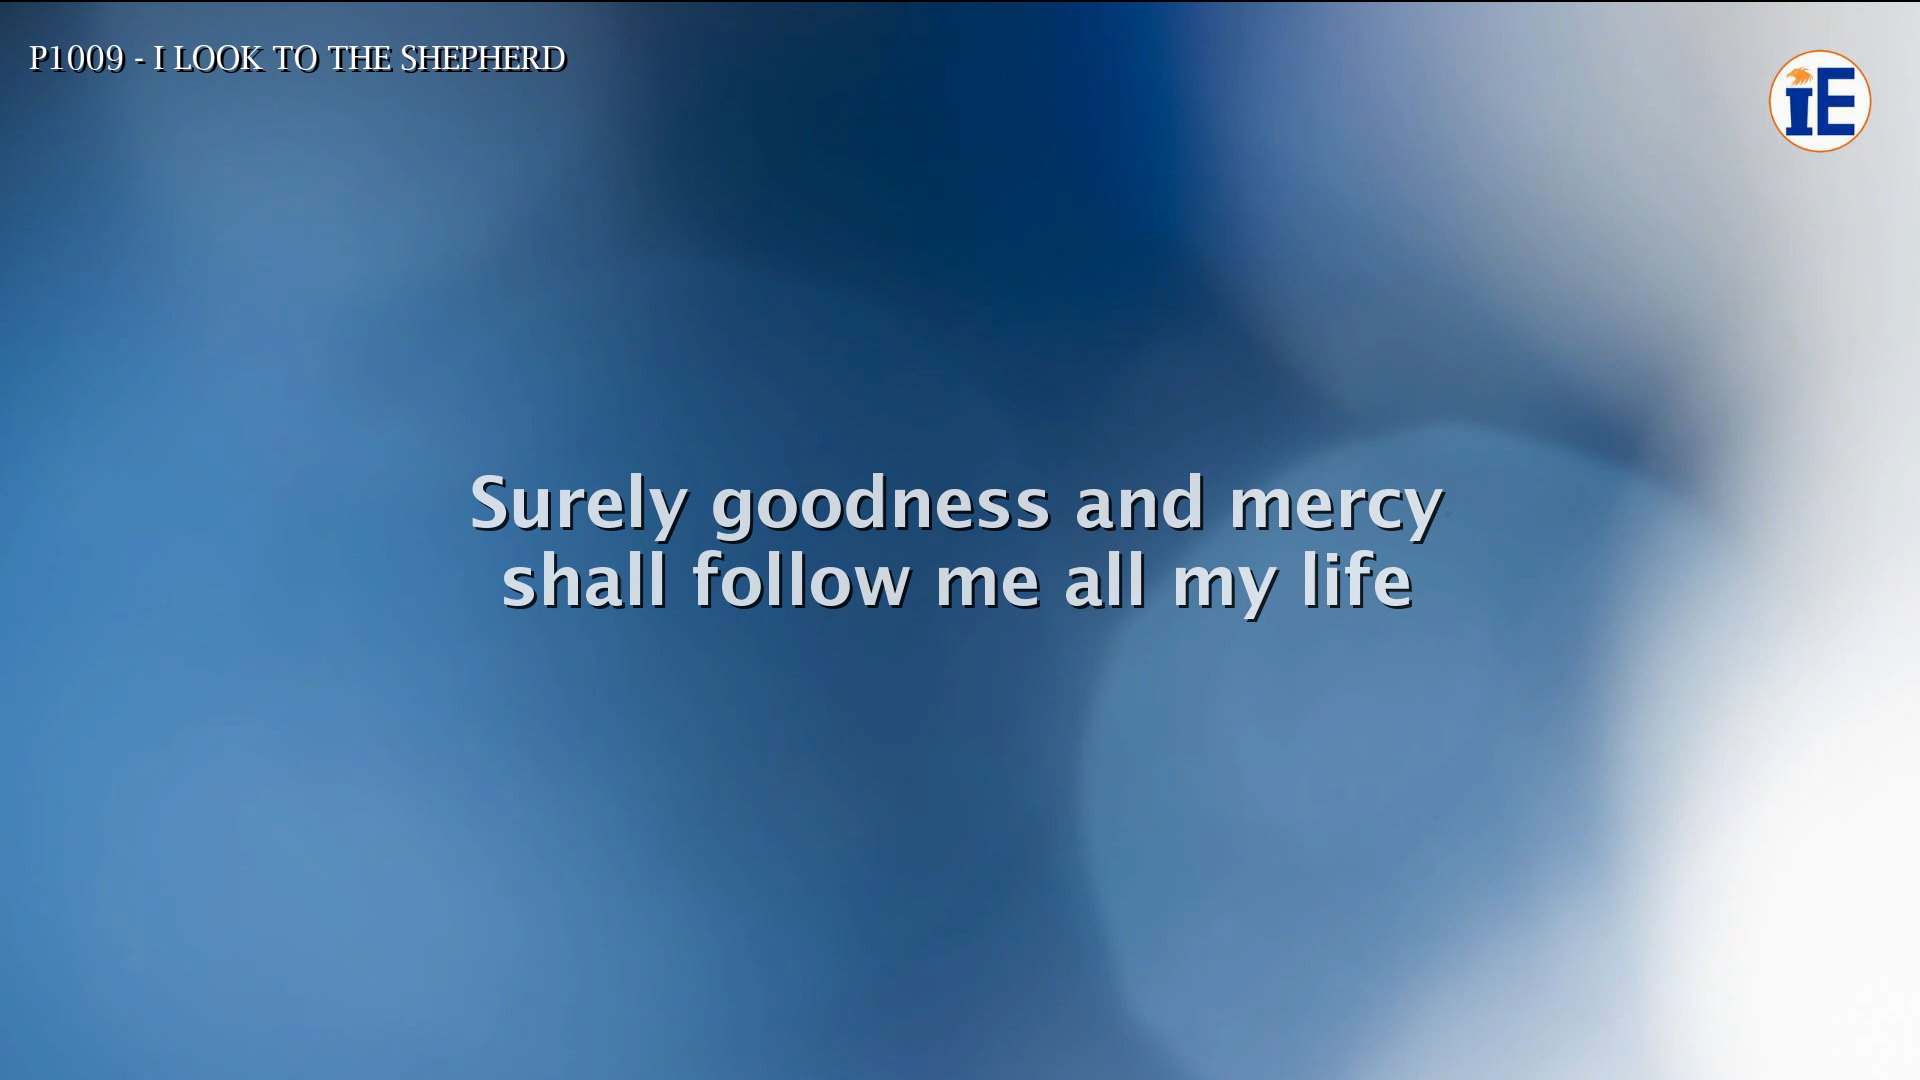 P1009 - I LOOK TO THE SHEPHERD
iE
Surely goodness and mercy
shall follow me all my life